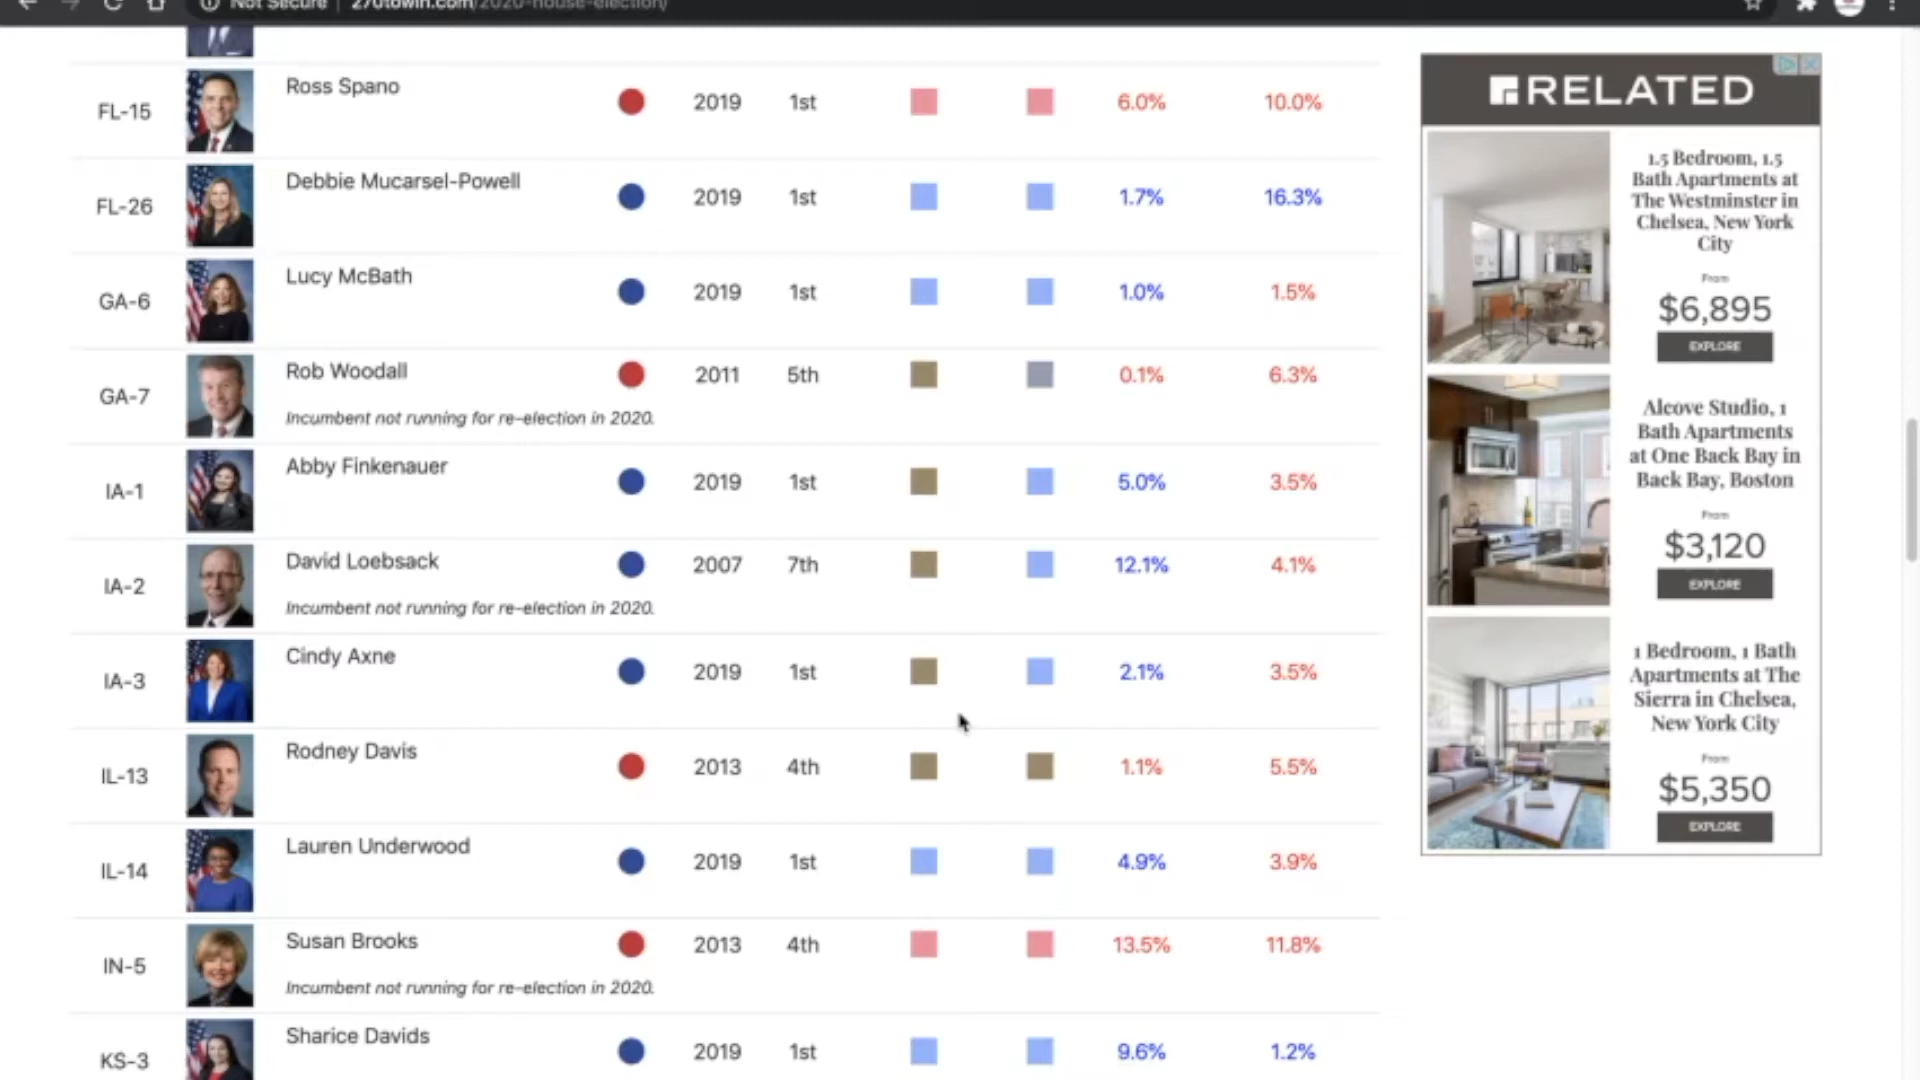 Not Secure | 270towin.com/2020-house-election/
FL-15 Ross Spano 2019 1st 6.0% 10.0%
FL-26 Debbie Mucarsel-Powell 2019 1st 1.7% 16.3%
GA-6 Lucy McBath 2019 1st 1.0% 1.5%
GA-7 Rob Woodall 2011 5th 0.1% 6.3%
Incumbent not running for re-election in 2020.
IA-1 Abby Finkenauer 2019 1st 5.0% 3.5%
IA-2 David Loebsack 2007 7th 12.1% 4.1%
Incumbent not running for re-election in 2020.
IA-3 Cindy Axne 2019 1st 2.1% 3.5%
IL-13 Rodney Davis 2013 4th 1.1% 5.5%
IL-14 Lauren Underwood 2019 1st 4.9% 3.9%
IN-5 Susan Brooks 2013 4th 13.5% 11.8%
Incumbent not running for re-election in 2020.
KS-3 Sharice Davids 2019 1st 9.6% 1.2%
RELATED
1.5 Bedroom, 1.5
Bath Apartments at
The Westminster in
Chelsea, New York
City
From
$6,895
EXPLORE
Alcove Studio, 1
Bath Apartments
at One Back Bay in
Back Bay, Boston
From
$3,120
EXPLORE
1 Bedroom, 1 Bath
Apartments at The
Sierra in Chelsea,
New York City
From
$5,350
EXPLORE